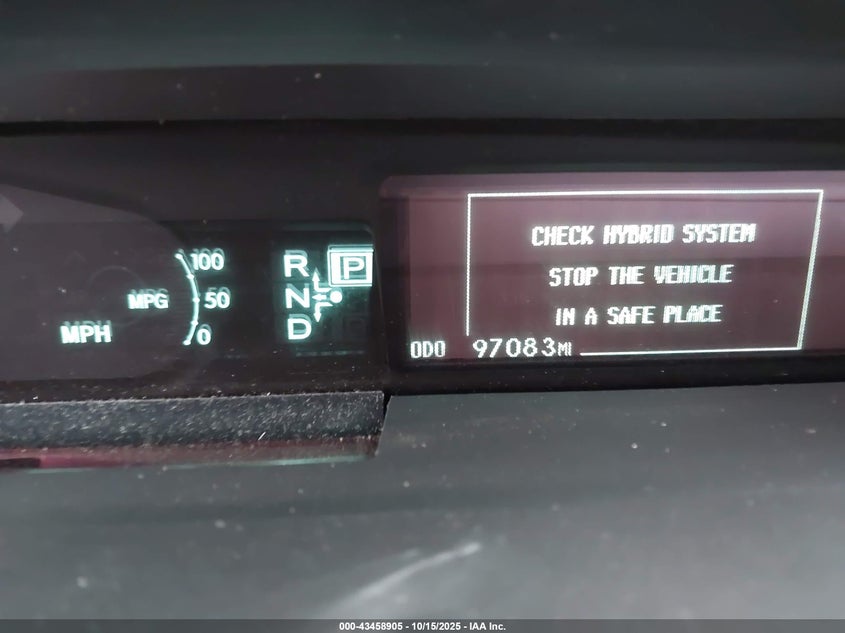 CHECK HYBRID SYSTEM
STOP THE VEHICLE
IN A SAFE PLACE
ODO 97083MI
100
MPG 50
MPH 0
R P
N
D
000-43458905 - 10/15/2025 - IAA Inc.